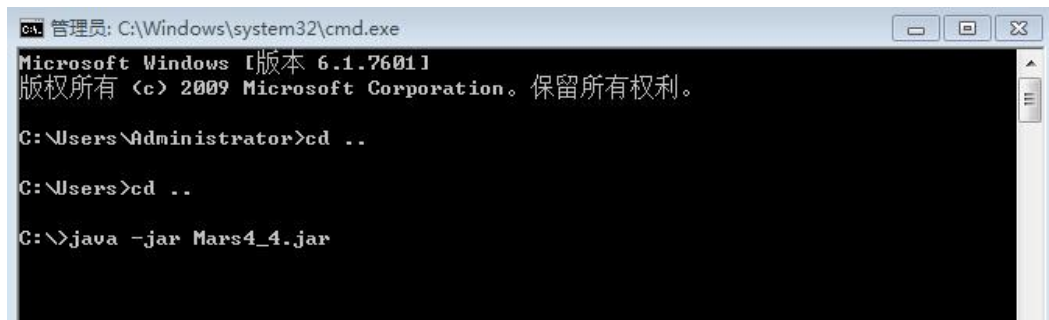 管理员: C:\Windows\system32\cmd.exe
Microsoft Windows [版本 6.1.7601]
版权所有 (c) 2009 Microsoft Corporation。保留所有权利。
C:\Users\Administrator>cd ..
C:\Users>cd ..
C:\>java -jar Mars4_4.jar